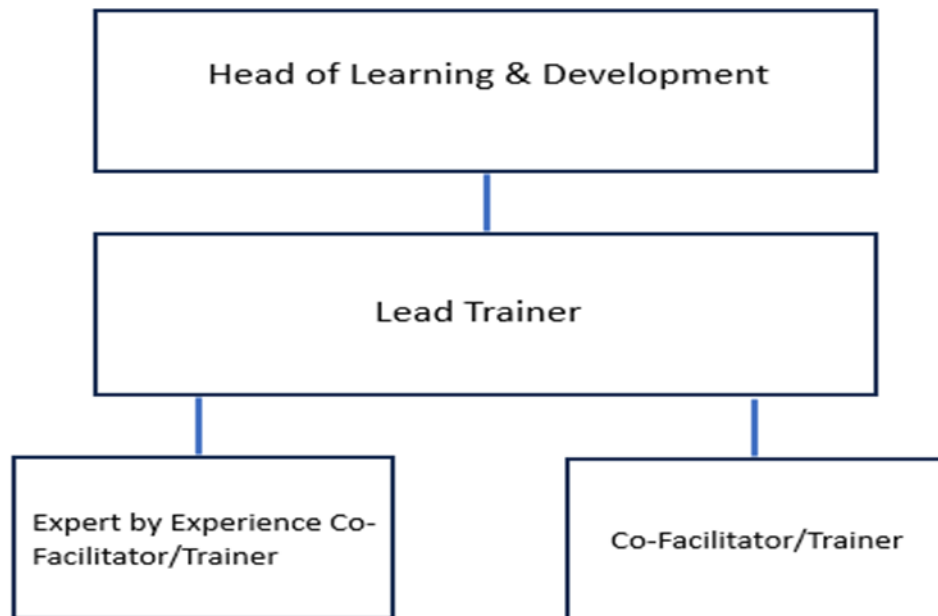 Head of Learning & Development
Lead Trainer
Expert by Experience Co-
Facilitator/Trainer
Co-Facilitator/Trainer